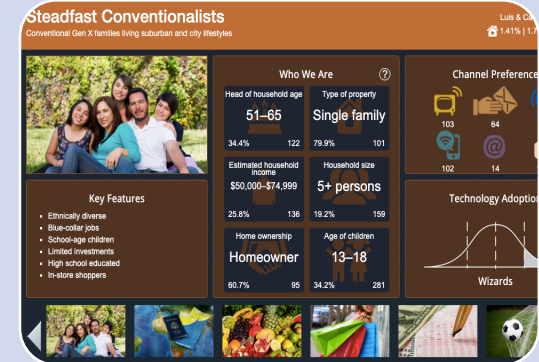 Steadfast Conventionalists
Conventional Gen X families living suburban and city lifestyles
Luis & Ca
1.41% | 1.7
Who We Are
?
Head of household age
51–65
34.4% 122
Type of property
Single family
79.9% 101
Estimated household
income
$50,000–$74,999
25.8% 136
Household size
5+ persons
19.2% 159
Home ownership
Homeowner
60.7% 95
Age of children
13–18
34.2% 281
Key Features
• Ethnically diverse
• Blue-collar jobs
• School-age children
• Limited investments
• High school educated
• In-store shoppers
Channel Preference
103 64
102 14
@
Technology Adoptio
Wizards